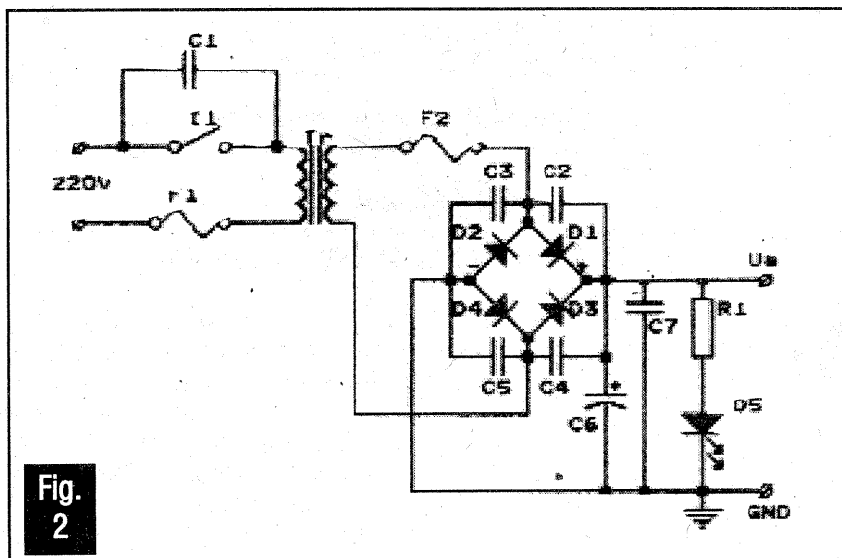 C1
I1
Tr
F2
220v
F1
C3 C2
D2 D1
- +
Ua
D4 D3
C7
R1
C5 C4
+
C6
D5
GND
Fig.
2